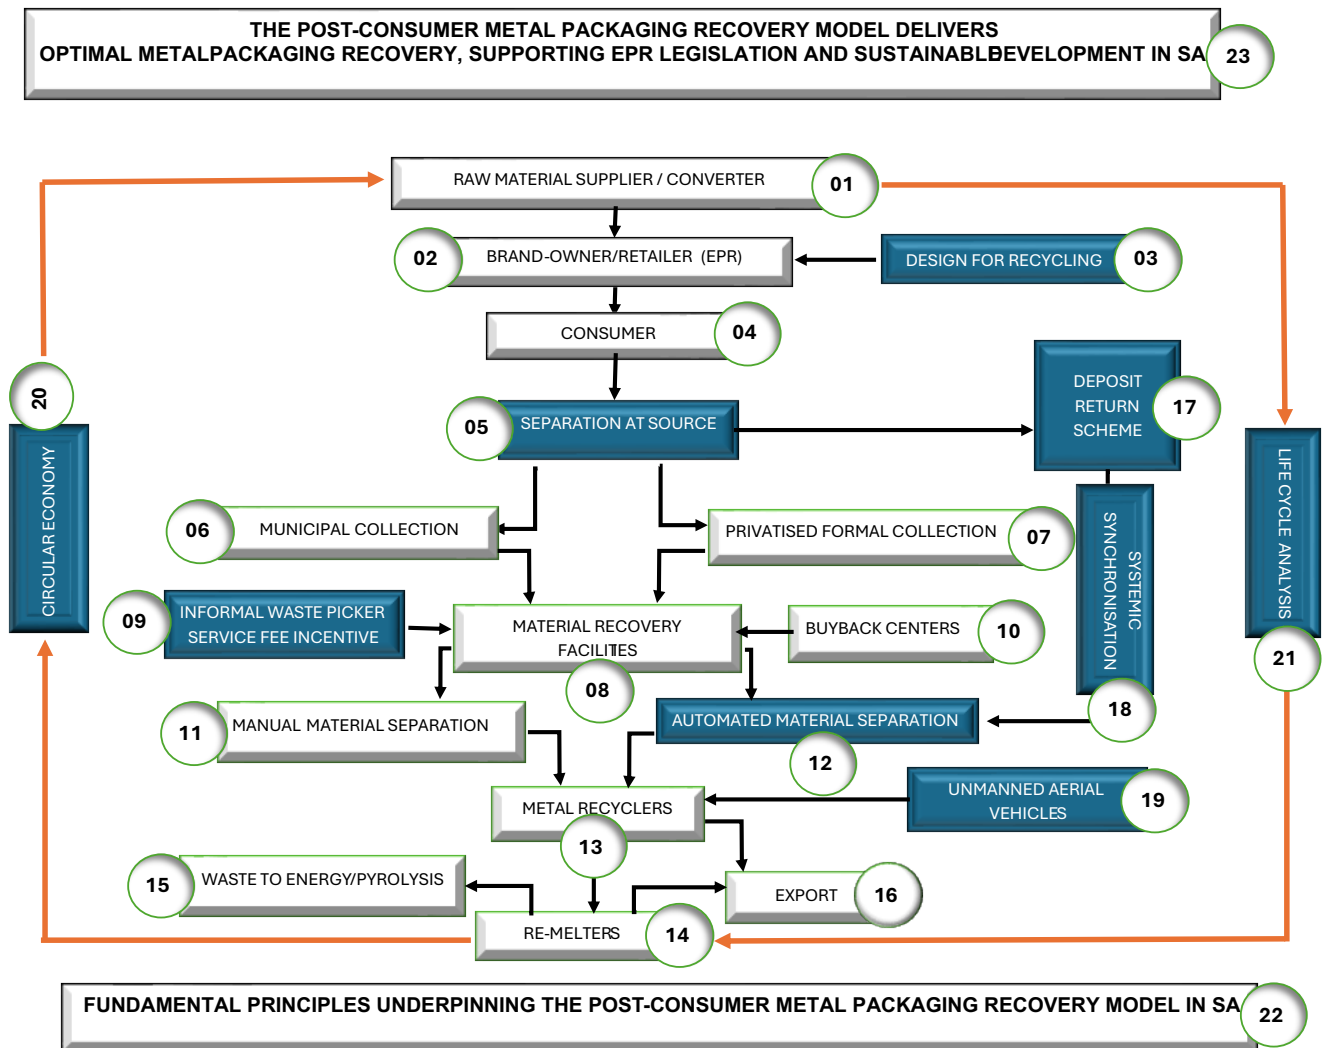 THE POST-CONSUMER METAL PACKAGING RECOVERY MODEL DELIVERS
OPTIMAL METALPACKAGING RECOVERY, SUPPORTING EPR LEGISLATION AND SUSTAINABLEDEVELOPMENT IN SA
23
RAW MATERIAL SUPPLIER / CONVERTER
01
02
BRAND-OWNER/RETAILER (EPR)
DESIGN FOR RECYCLING
03
CONSUMER
04
20
CIRCULAR ECONOMY
05
SEPARATION AT SOURCE
DEPOSIT
RETURN
SCHEME
17
06
MUNICIPAL COLLECTION
PRIVATISED FORMAL COLLECTION
07
SYSTEMIC
SYNCHRONISATION
18
LIFE CYCLE ANALYSIS
21
09
INFORMAL WASTE PICKER
SERVICE FEE INCENTIVE
MATERIAL RECOVERY
FACILITIES
08
BUYBACK CENTERS
10
11
MANUAL MATERIAL SEPARATION
AUTOMATED MATERIAL SEPARATION
12
METAL RECYCLERS
13
UNMANNED AERIAL
VEHICLES
19
15
WASTE TO ENERGY/PYROLYSIS
EXPORT
16
RE-MELTERS
14
FUNDAMENTAL PRINCIPLES UNDERPINNING THE POST-CONSUMER METAL PACKAGING RECOVERY MODEL IN SA
22